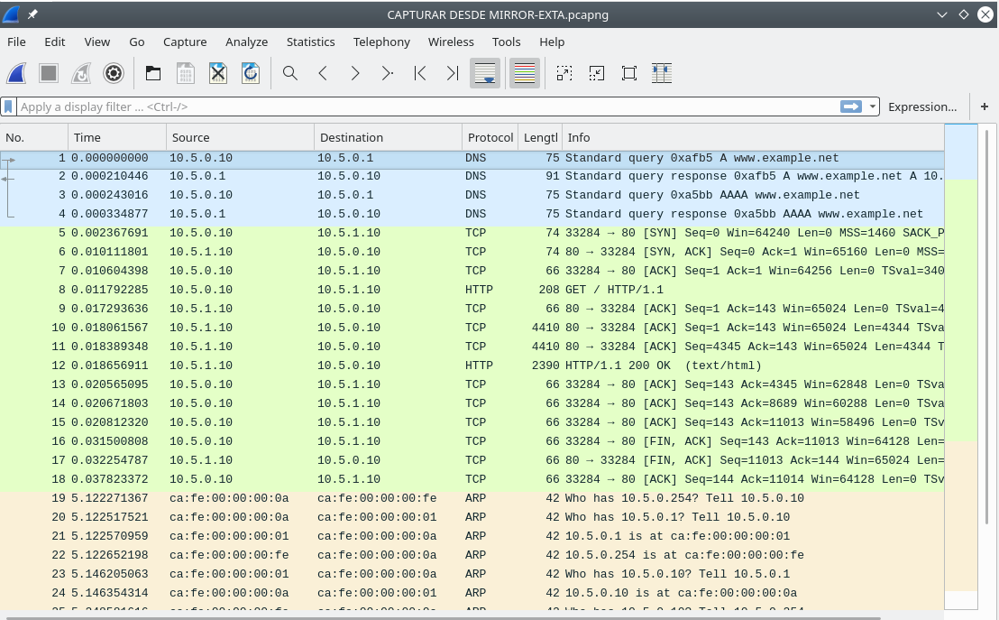 CAPTURAR DESDE MIRROR-EXTA.pcapng
File Edit View Go Capture Analyze Statistics Telephony Wireless Tools Help
Apply a display filter ... <Ctrl-/> Expression... +
No. Time Source Destination Protocol Lengtl Info
1 0.000000000 10.5.0.10 10.5.0.1 DNS 75 Standard query 0xafb5 A www.example.net
2 0.000210446 10.5.0.1 10.5.0.10 DNS 91 Standard query response 0xafb5 A www.example.net A 10.
3 0.000243016 10.5.0.10 10.5.0.1 DNS 75 Standard query 0xa5bb AAAA www.example.net
4 0.000334877 10.5.0.1 10.5.0.10 DNS 75 Standard query response 0xa5bb AAAA www.example.net
5 0.002367691 10.5.0.10 10.5.1.10 TCP 74 33284 → 80 [SYN] Seq=0 Win=64240 Len=0 MSS=1460 SACK_P
6 0.010111801 10.5.1.10 10.5.0.10 TCP 74 80 → 33284 [SYN, ACK] Seq=0 Ack=1 Win=65160 Len=0 MSS=
7 0.010604398 10.5.0.10 10.5.1.10 TCP 66 33284 → 80 [ACK] Seq=1 Ack=1 Win=64256 Len=0 TSval=340
8 0.011792285 10.5.0.10 10.5.1.10 HTTP 208 GET / HTTP/1.1
9 0.017293636 10.5.1.10 10.5.0.10 TCP 66 80 → 33284 [ACK] Seq=1 Ack=143 Win=65024 Len=0 TSval=4
10 0.018061567 10.5.1.10 10.5.0.10 TCP 4410 80 → 33284 [ACK] Seq=1 Ack=143 Win=65024 Len=4344 TSva
11 0.018389348 10.5.1.10 10.5.0.10 TCP 4410 80 → 33284 [ACK] Seq=4345 Ack=143 Win=65024 Len=4344 T
12 0.018656911 10.5.1.10 10.5.0.10 HTTP 2390 HTTP/1.1 200 OK (text/html)
13 0.020565095 10.5.0.10 10.5.1.10 TCP 66 33284 → 80 [ACK] Seq=143 Ack=4345 Win=62848 Len=0 TSva
14 0.020671803 10.5.0.10 10.5.1.10 TCP 66 33284 → 80 [ACK] Seq=143 Ack=8689 Win=60288 Len=0 TSva
15 0.020812320 10.5.0.10 10.5.1.10 TCP 66 33284 → 80 [ACK] Seq=143 Ack=11013 Win=58496 Len=0 TSv
16 0.031500808 10.5.0.10 10.5.1.10 TCP 66 33284 → 80 [FIN, ACK] Seq=143 Ack=11013 Win=64128 Len=
17 0.032254787 10.5.1.10 10.5.0.10 TCP 66 80 → 33284 [FIN, ACK] Seq=11013 Ack=144 Win=65024 Len=
18 0.037823372 10.5.0.10 10.5.1.10 TCP 66 33284 → 80 [ACK] Seq=144 Ack=11014 Win=64128 Len=0 TSv
19 5.122271367 ca:fe:00:00:00:0a ca:fe:00:00:00:fe ARP 42 Who has 10.5.0.254? Tell 10.5.0.10
20 5.122517521 ca:fe:00:00:00:0a ca:fe:00:00:00:01 ARP 42 Who has 10.5.0.1? Tell 10.5.0.10
21 5.122570959 ca:fe:00:00:00:01 ca:fe:00:00:00:0a ARP 42 10.5.0.1 is at ca:fe:00:00:00:01
22 5.122652198 ca:fe:00:00:00:fe ca:fe:00:00:00:0a ARP 42 10.5.0.254 is at ca:fe:00:00:00:fe
23 5.146205063 ca:fe:00:00:00:01 ca:fe:00:00:00:0a ARP 42 Who has 10.5.0.10? Tell 10.5.0.1
24 5.146354314 ca:fe:00:00:00:0a ca:fe:00:00:00:01 ARP 42 10.5.0.10 is at ca:fe:00:00:00:0a